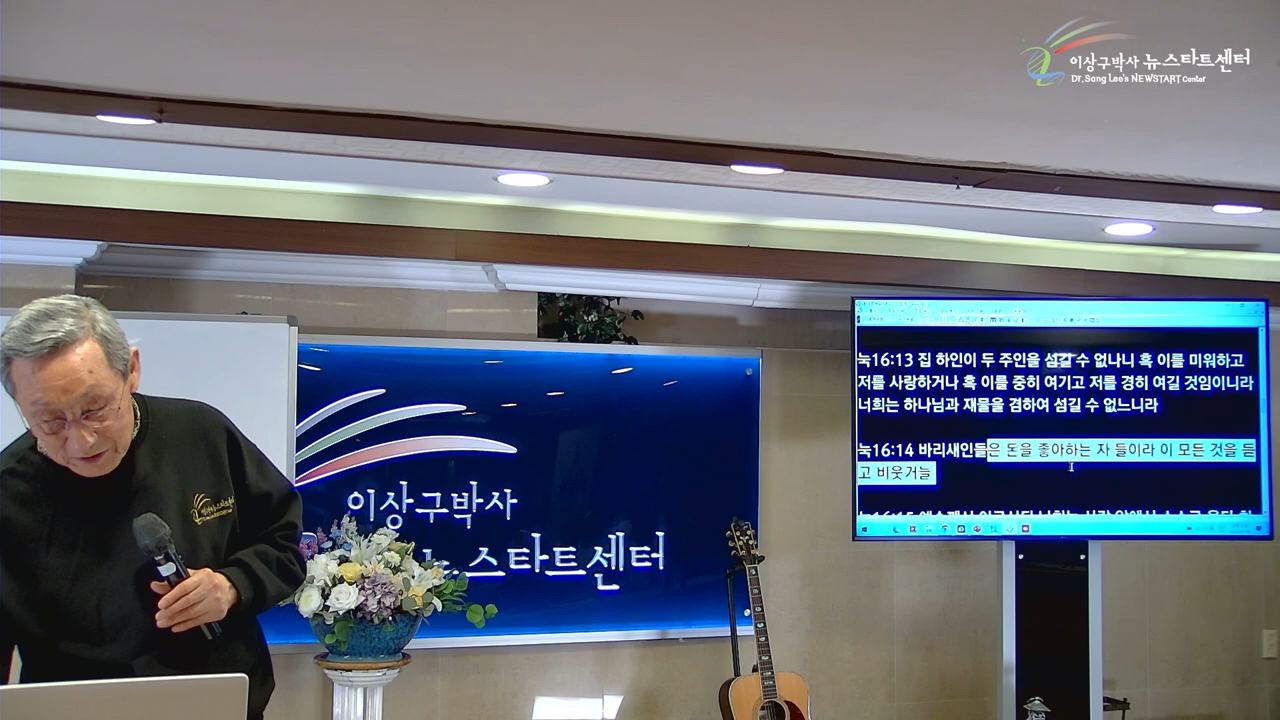 이상구박사 뉴스타트센터
Dr. Sang Lee's NEWSTART Center
눅16:13 집 하인이 두 주인을 섬길 수 없나니 혹 이를 미워하고
저를 사랑하거나 혹 이를 중히 여기고 저를 경히 여길 것임이니라
너희는 하나님과 재물을 겸하여 섬길 수 없느니라
눅16:14 바리새인들은 돈을 좋아하는 자 들이라 이 모든 것을 듣
고 비웃거늘
이상구박사
뉴스타트센터